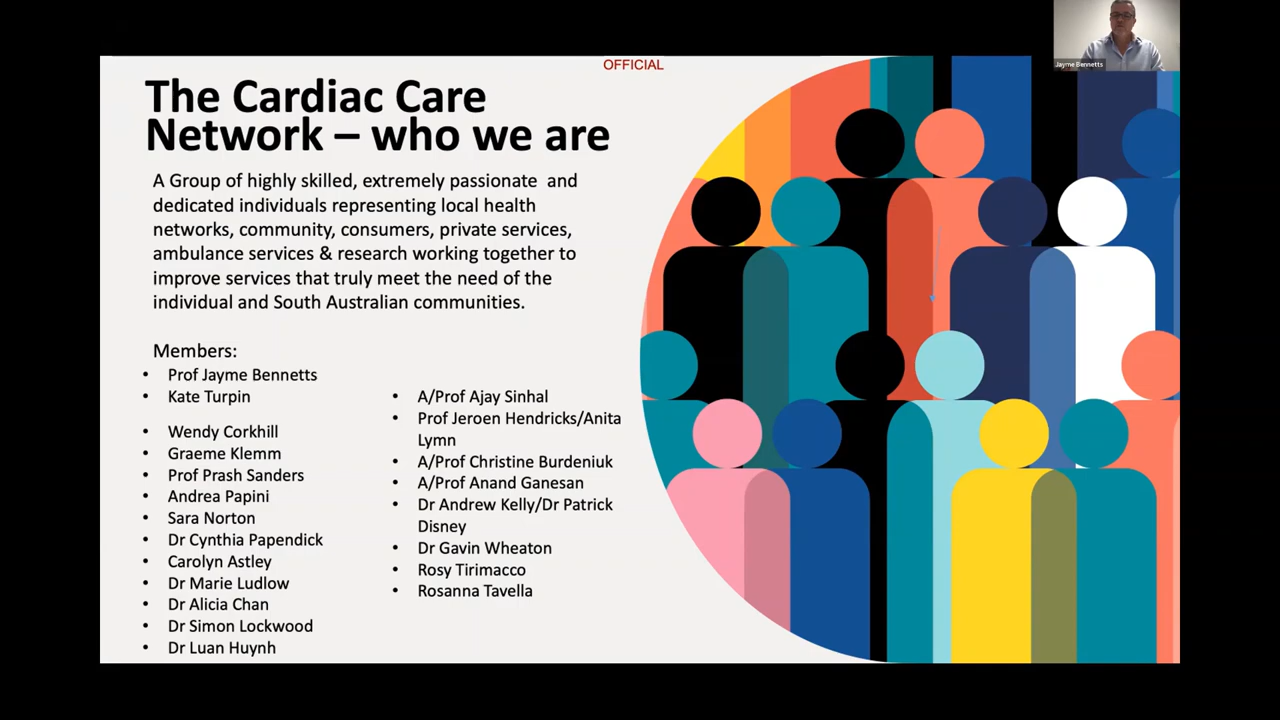 OFFICIAL
The Cardiac Care
Network – who we are
A Group of highly skilled, extremely passionate and
dedicated individuals representing local health
networks, community, consumers, private services,
ambulance services & research working together to
improve services that truly meet the need of the
individual and South Australian communities.
Members:
• Prof Jayme Bennetts
• Kate Turpin
• Wendy Corkhill
• Graeme Klemm
• Prof Prash Sanders
• Andrea Papini
• Sara Norton
• Dr Cynthia Papendick
• Carolyn Astley
• Dr Marie Ludlow
• Dr Alicia Chan
• Dr Simon Lockwood
• Dr Luan Huynh
• A/Prof Ajay Sinhal
• Prof Jeroen Hendricks/Anita
Lymn
• A/Prof Christine Burdeniuk
• A/Prof Anand Ganesan
• Dr Andrew Kelly/Dr Patrick
Disney
• Dr Gavin Wheaton
• Rosy Tirimacco
• Rosanna Tavella
Jayme Bennetts